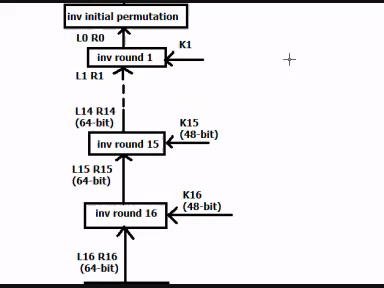 inv initial permutation
L0 R0
K1
inv round 1
L1 R1
L14 R14
(64-bit)
K15
(48-bit)
inv round 15
L15 R15
(64-bit)
K16
(48-bit)
inv round 16
L16 R16
(64-bit)